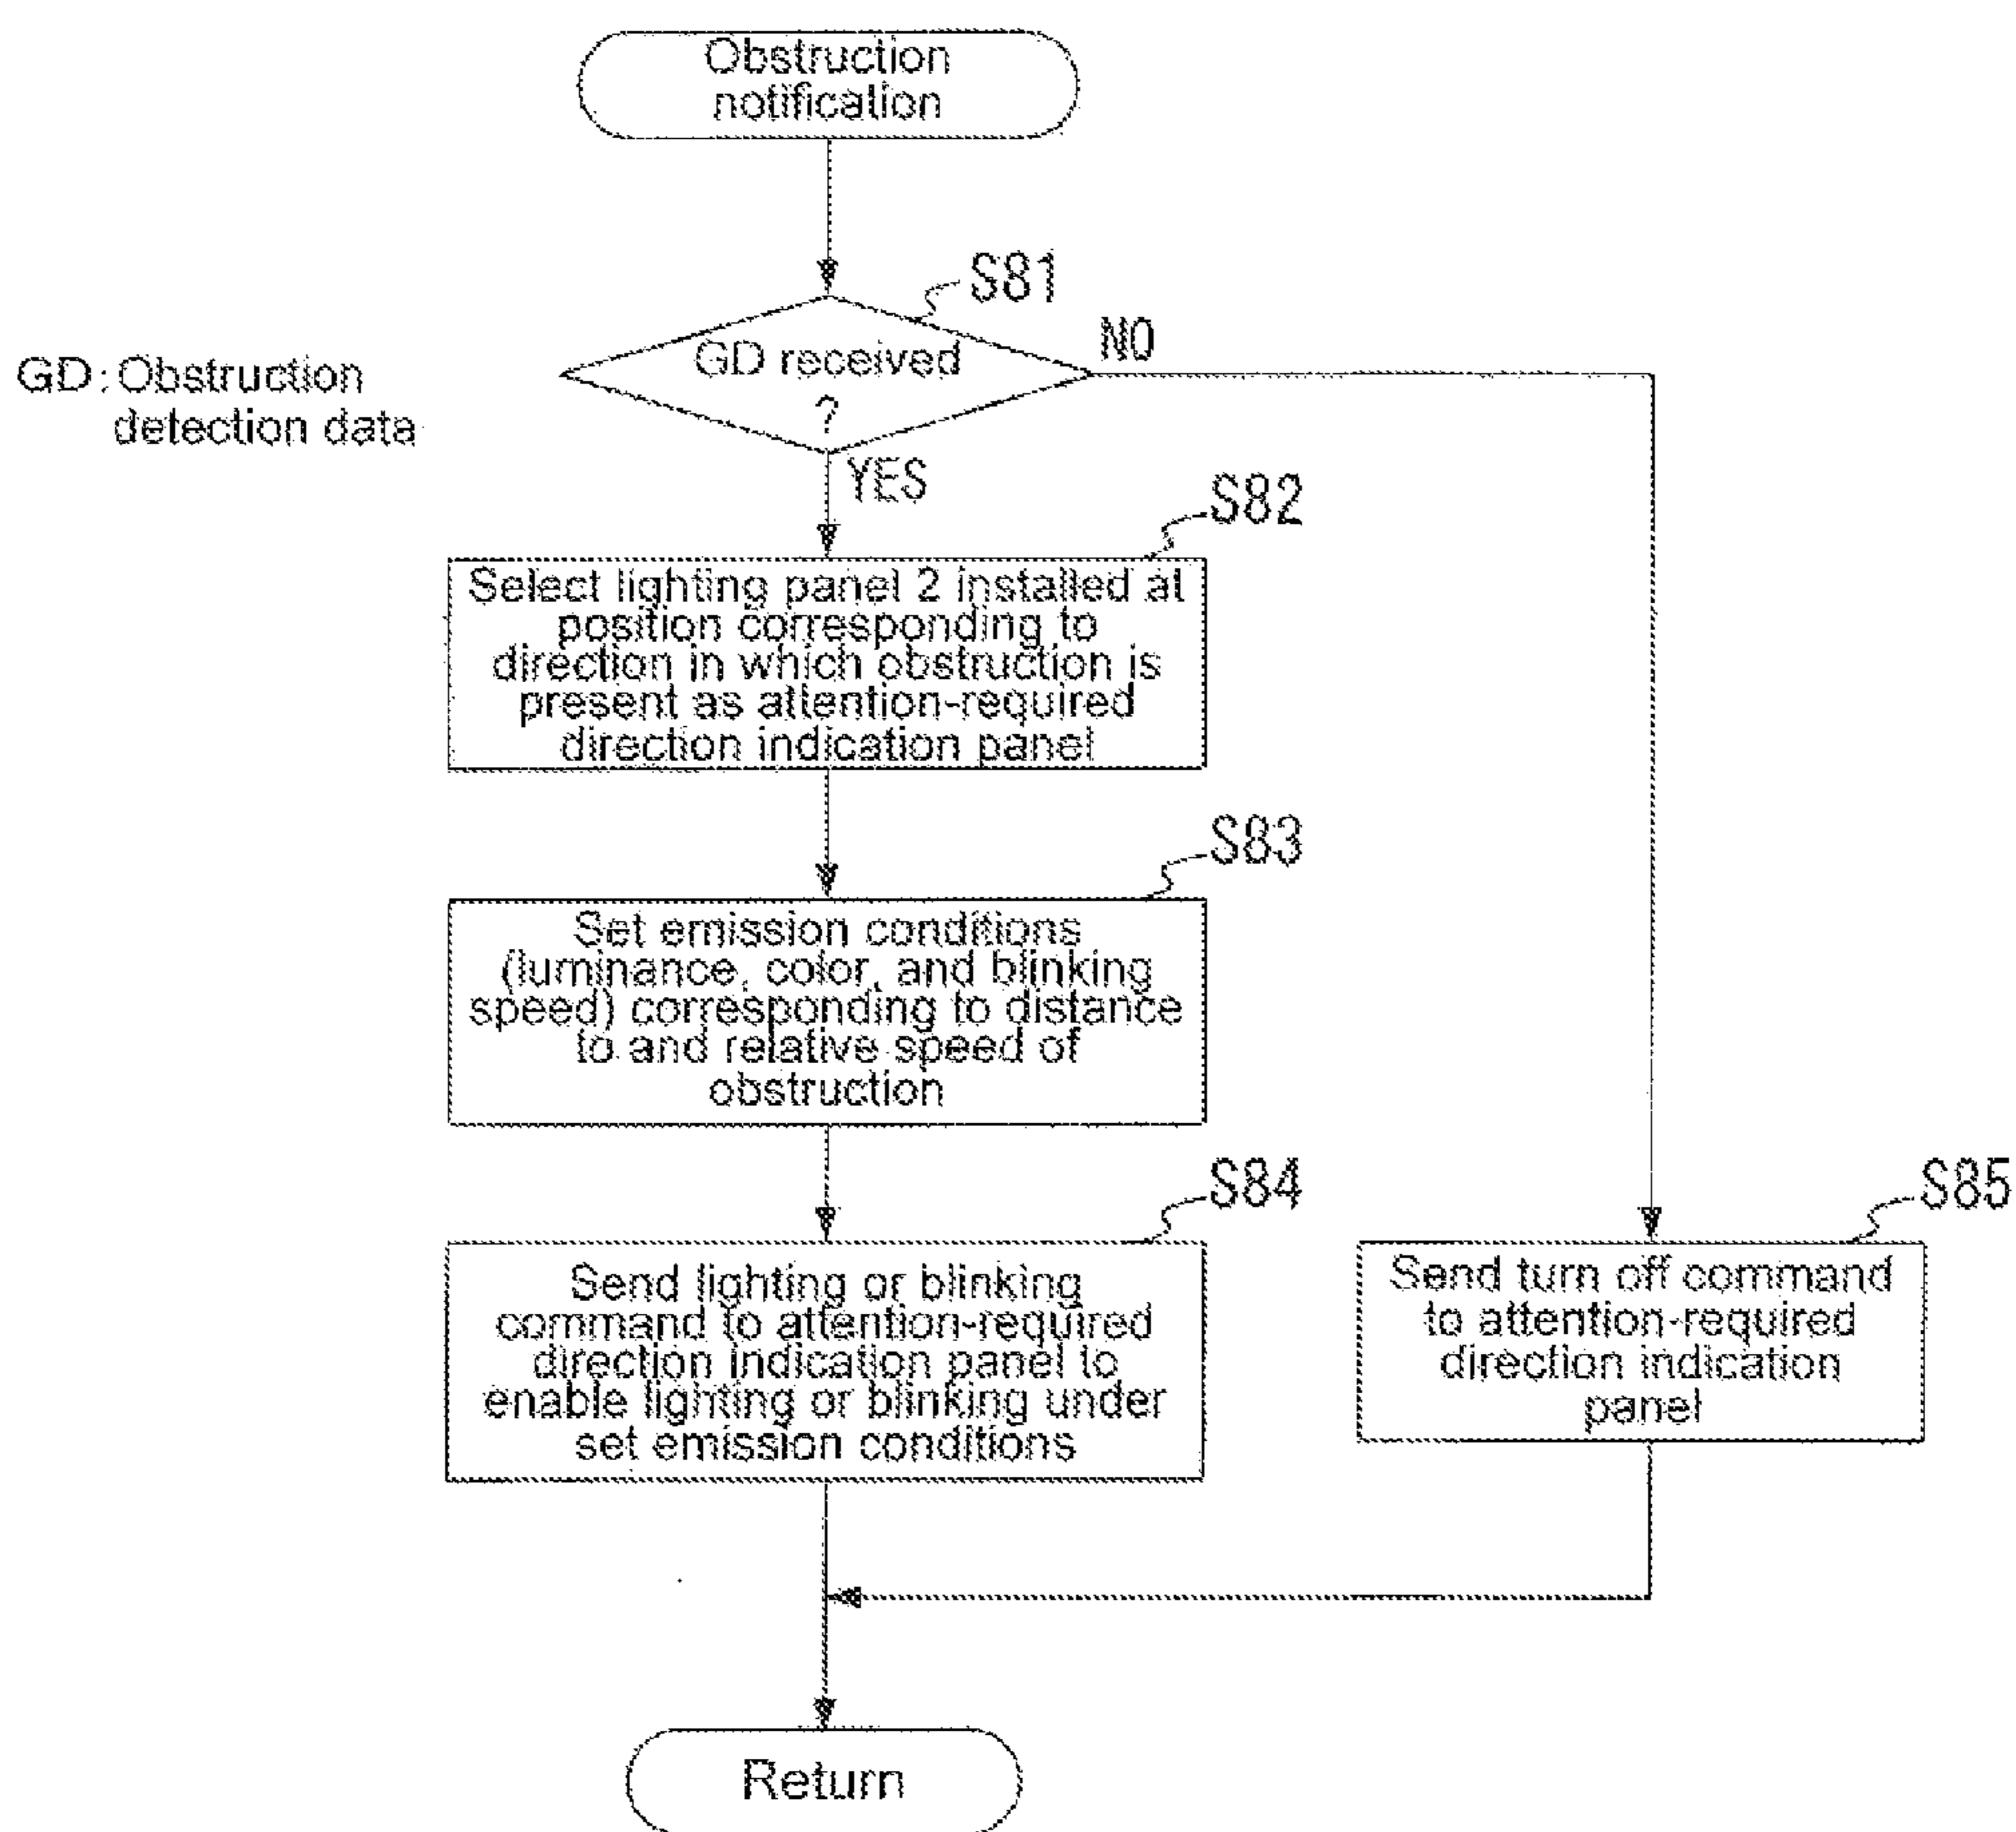 Obstruction
notification
S81
GD received
?
NO
GD: Obstruction
detection data
YES
S82
Select lighting panel 2 installed at
position corresponding to
direction in which obstruction is
present as attention-required
direction indication panel
S83
Set emission conditions
(luminance, color, and blinking
speed) corresponding to distance
to and relative speed of
obstruction
S84
Send lighting or blinking
command to attention-required
direction indication panel to
enable lighting or blinking under
set emission conditions
S85
Send turn off command
to attention-required
direction indication
panel
Return